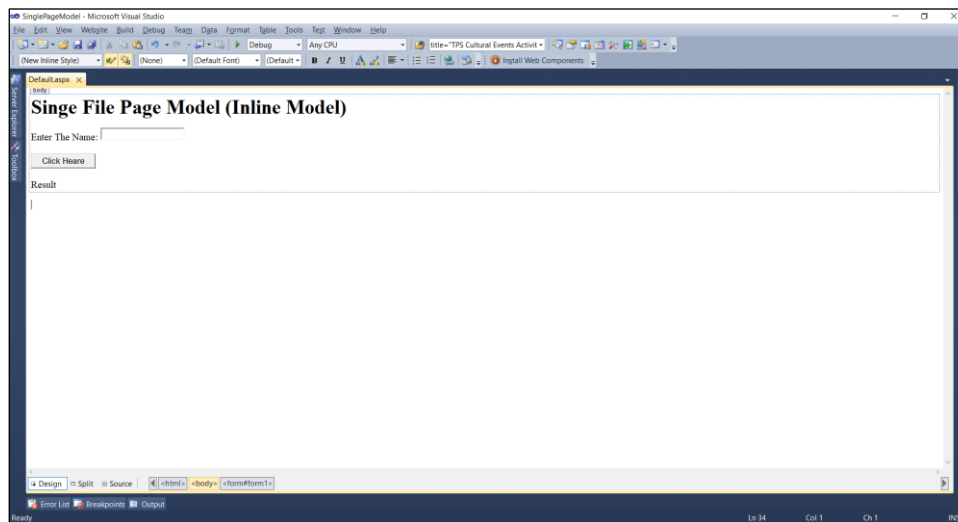 SinglePageModel - Microsoft Visual Studio
File Edit View Website Build Debug Team Data Format Table Tools Test Window Help
Debug Any CPU title="TPS Cultural Events Activit
(New Inline Style) (None) (Default Font) (Default B I U A Install Web Components
Default.aspx X
body
Server Explorer
Toolbox
Singe File Page Model (Inline Model)
Enter The Name:
Click Heare
Result
Design Split Source <html> <body> <form#form1>
Error List Breakpoints Output
Ready Ln 34 Col 1 Ch 1 INS